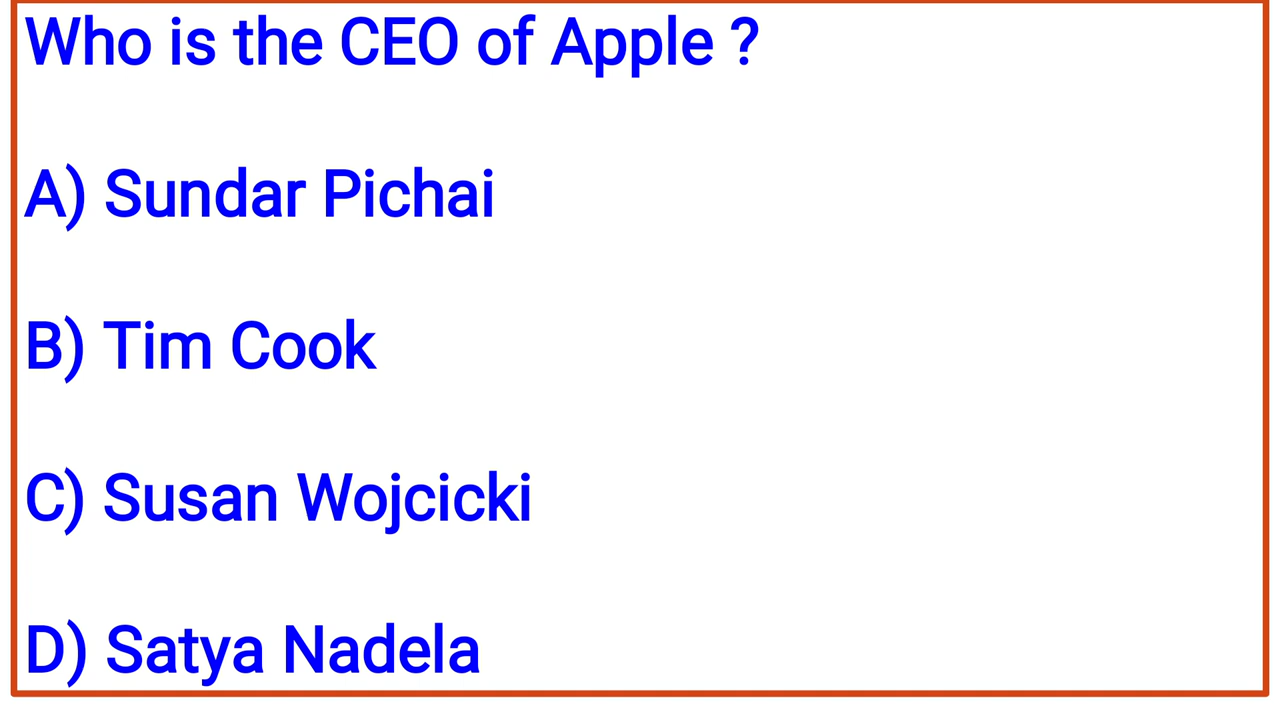 Who is the CEO of Apple ?
A) Sundar Pichai
B) Tim Cook
C) Susan Wojcicki
D) Satya Nadela